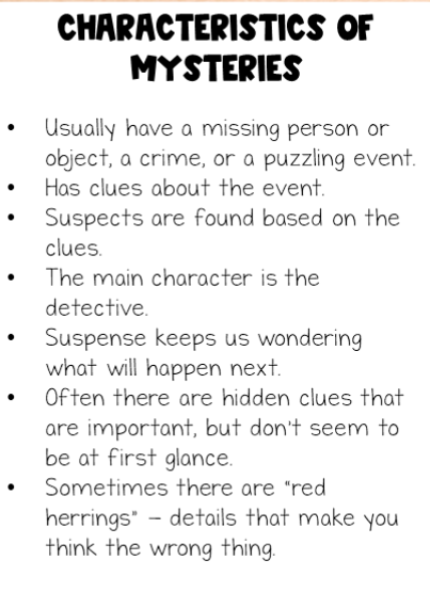 CHARACTERISTICS OF
MYSTERIES
• Usually have a missing person or
object, a crime, or a puzzling event.
• Has clues about the event.
• Suspects are found based on the
clues.
• The main character is the
detective.
• Suspense keeps us wondering
what will happen next.
• Often there are hidden clues that
are important, but don't seem to
be at first glance.
• Sometimes there are "red
herrings" – details that make you
think the wrong thing.